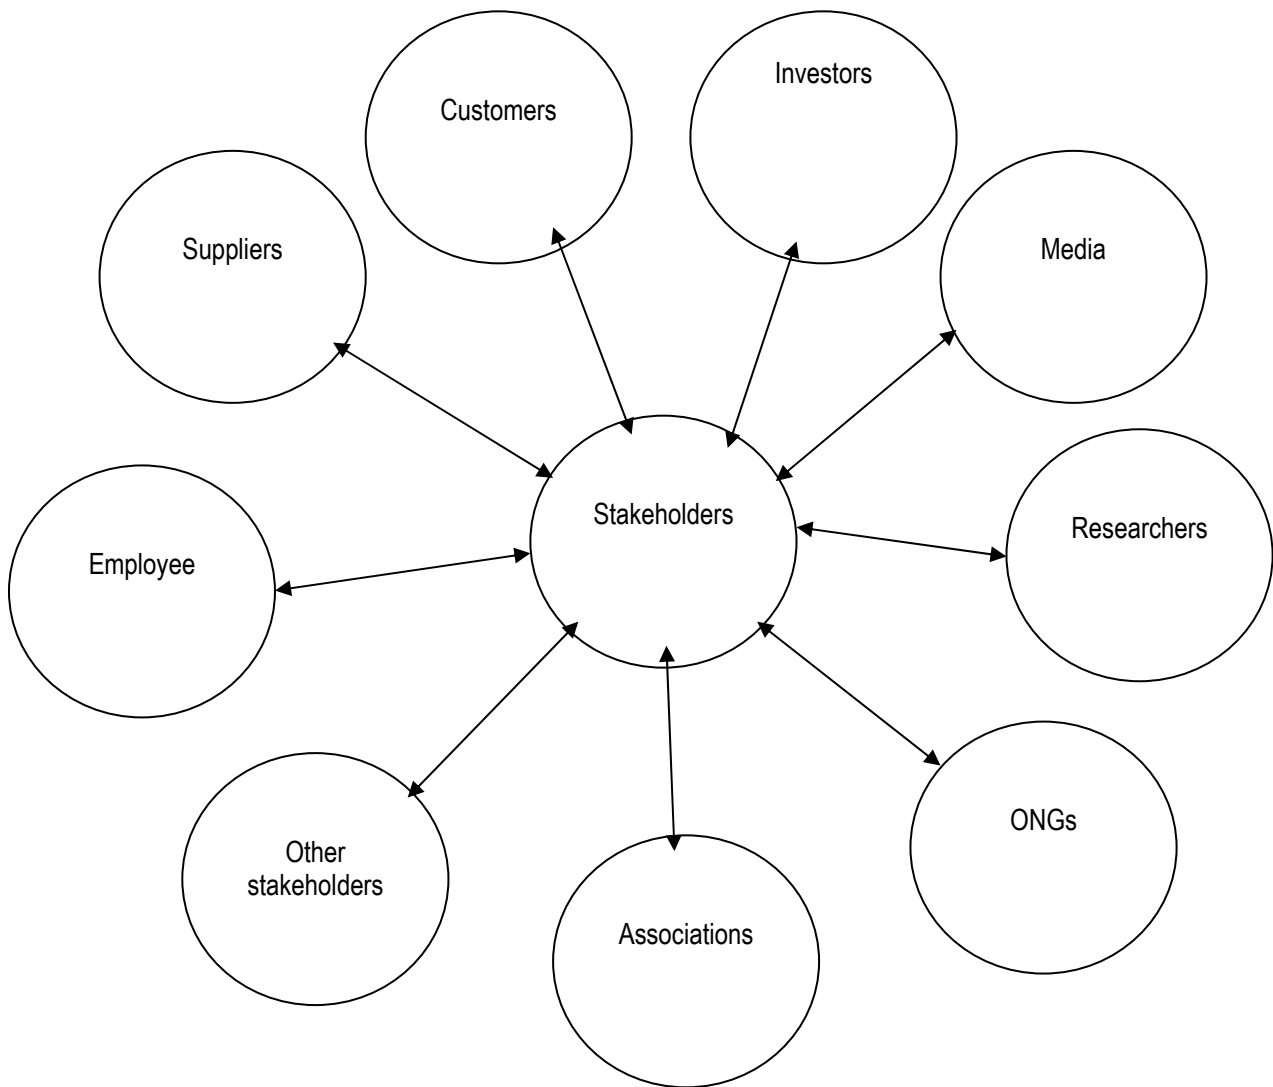 Investors
Customers
Suppliers
Media
Stakeholders
Researchers
Employee
ONGs
Other
stakeholders
Associations